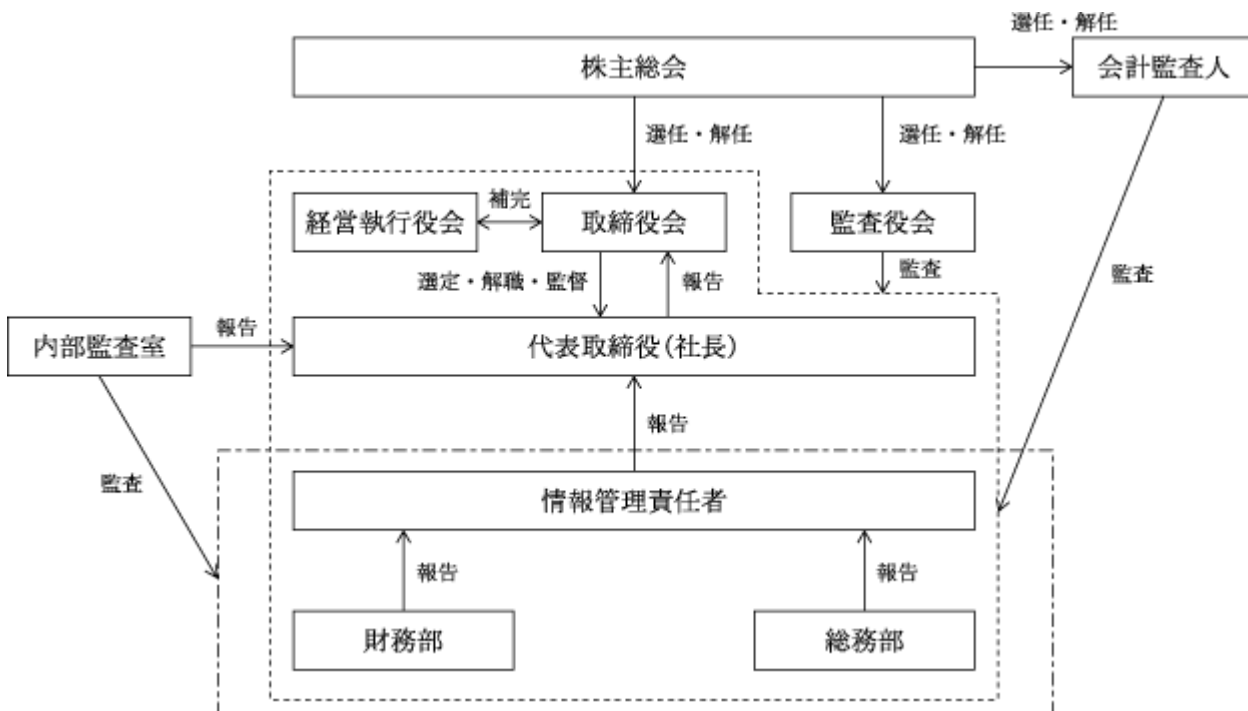 選任・解任
株主総会
会計監査人
選任・解任
選任・解任
経営執行役会
補完
取締役会
監査役会
選定・解職・監督
報告
監査
監査
内部監査室
報告
代表取締役(社長)
報告
監査
情報管理責任者
報告
報告
財務部
総務部